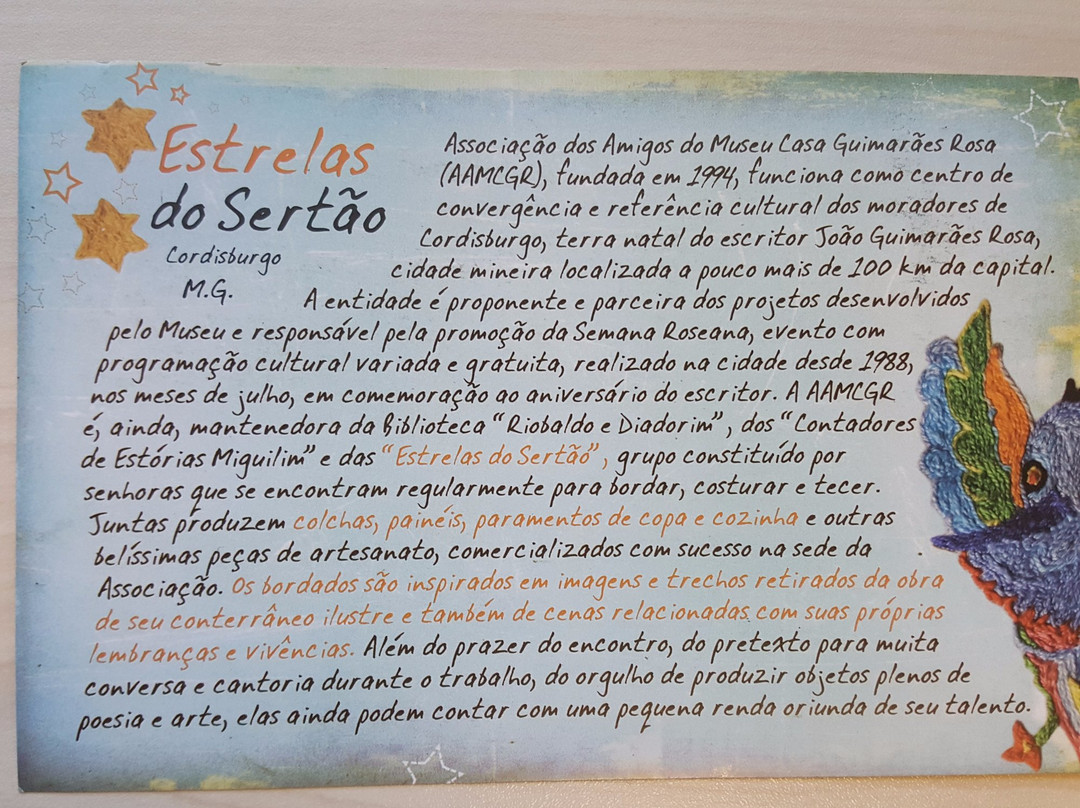 Estrelas
do Sertão
Cordisburgo
M.G.
Associação dos Amigos do Museu Casa Guimarães Rosa
(AAMCGR), fundada em 1994, funciona como centro de
convergência e referência cultural dos moradores de
Cordisburgo, terra natal do escritor João Guimarães Rosa,
cidade mineira localizada a pouco mais de 100 km da capital.
A entidade é proponente e parceira dos projetos desenvolvidos
pelo Museu e responsável pela promoção da Semana Roseana, evento com
programação cultural variada e gratuita, realizado na cidade desde 1988,
nos meses de julho, em comemoração ao aniversário do escritor. A AAMCGR
é, ainda, mantenedora da Biblioteca "Riobaldo e Diadorim", dos "Contadores
de Estórias Miguilim" e das "Estrelas do Sertão", grupo constituído por
senhoras que se encontram regularmente para bordar, costurar e tecer.
Juntas produzem colchas, painéis, paramentos de copa e cozinha e outras
belíssimas peças de artesanato, comercializados com sucesso na sede da
Associação. Os bordados são inspirados em imagens e trechos retirados da obra
de seu conterrâneo ilustre e também de cenas relacionadas com suas próprias
lembranças e vivências. Além do prazer do encontro, do pretexto para muita
conversa e cantoria durante o trabalho, do orgulho de produzir objetos plenos de
poesia e arte, elas ainda podem contar com uma pequena renda oriunda de seu talento.